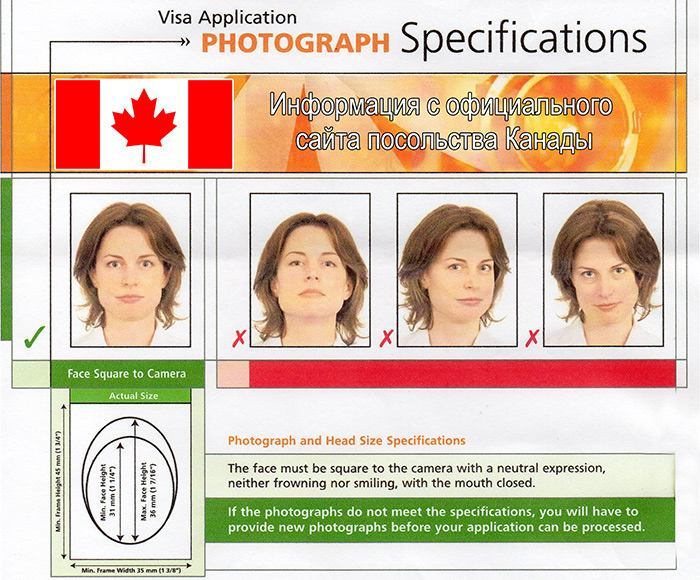 Visa Application
PHOTOGRAPH Specifications
Информация с официального
сайта посольства Канады
Face Square to Camera
Actual Size
Min. Frame Height 45 mm (1 3/4")
Min. Face Height
31 mm (1 1/4")
Max. Face Height
36 mm (1 7/16")
Min. Frame Width 35 mm (1 3/8")
Photograph and Head Size Specifications
The face must be square to the camera with a neutral expression,
neither frowning nor smiling, with the mouth closed.
If the photographs do not meet the specifications, you will have to
provide new photographs before your application can be processed.